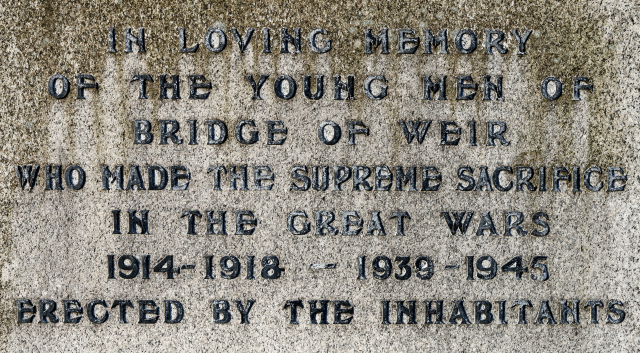 IN LOVING MEMORY
OF THE YOUNG MEN OF
BRIDGE OF WEIR
WHO MADE THE SUPREME SACRIFICE
IN THE GREAT WARS
1914-1918 - 1939-1945
ERECTED BY THE INHABITANTS